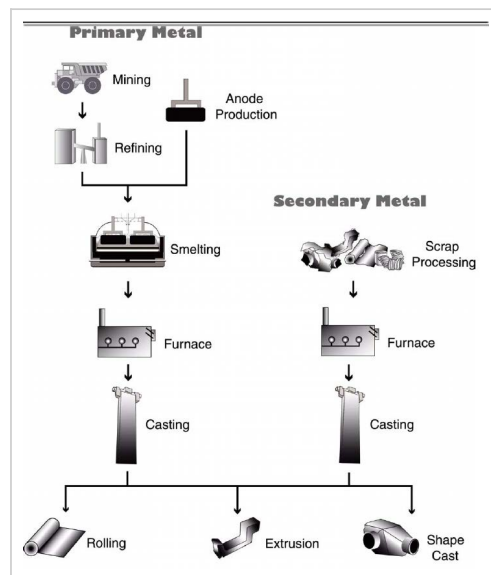 Primary Metal
Mining
Anode
Production
Refining
Secondary Metal
Smelting
Scrap
Processing
Furnace
Furnace
Casting
Casting
Rolling
Extrusion
Shape
Cast